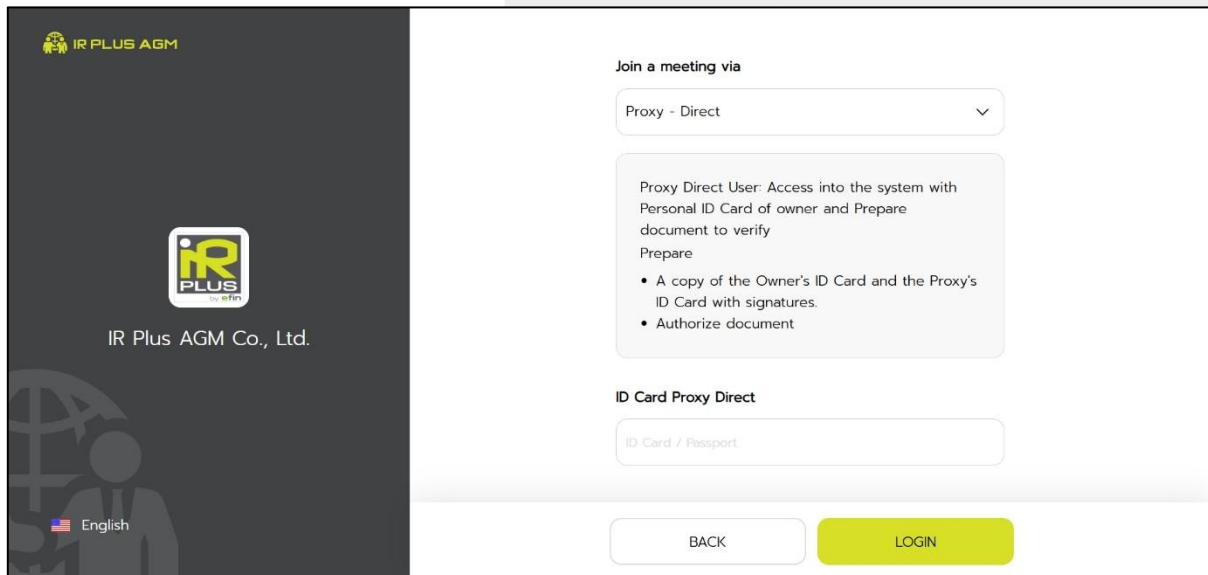 IR PLUS AGM
iR
PLUS
by efin
IR Plus AGM Co., Ltd.
English
Join a meeting via
Proxy - Direct
Proxy Direct User: Access into the system with
Personal ID Card of owner and Prepare
document to verify
Prepare
• A copy of the Owner's ID Card and the Proxy's
ID Card with signatures.
• Authorize document
ID Card Proxy Direct
ID Card / Passport
BACK
LOGIN